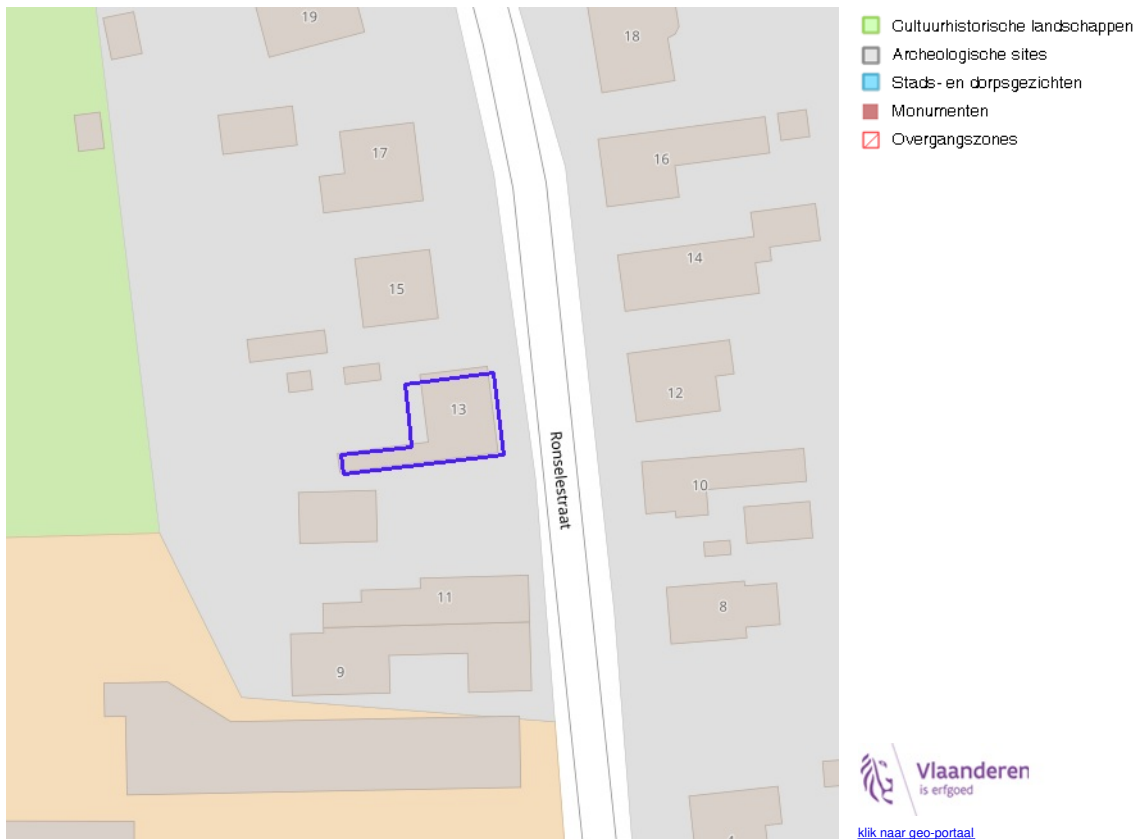 19
18
17
16
15
14
13
12
Ronselestraat
10
11
8
9
Cultuurhistorische landschappen
Archeologische sites
Stads- en dorpsgezichten
Monumenten
Overgangszones
Vlaanderen
is erfgoed
klik naar geo-portaal